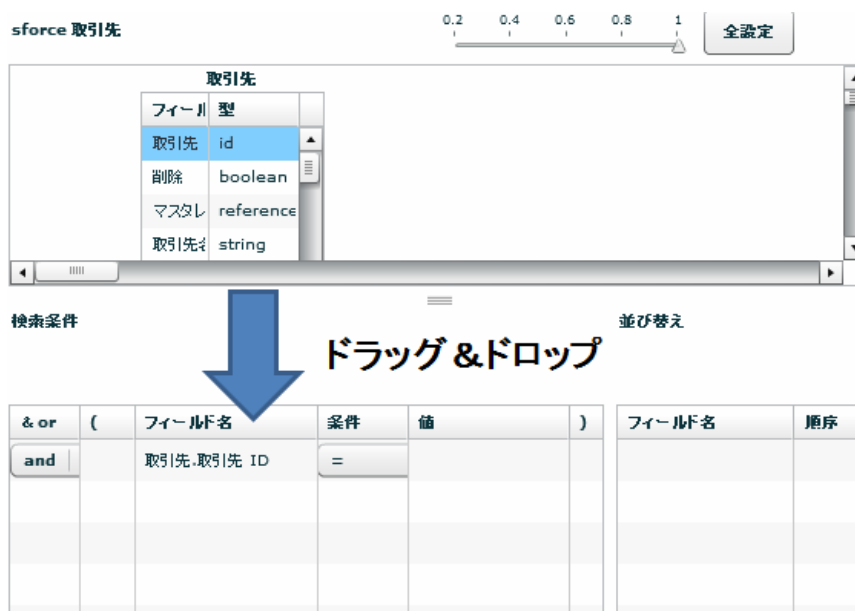 sforce 取引先
0.2 0.4 0.6 0.8 1
全設定
取引先
フィール 型
取引先 id
削除 boolean
マスタレ reference
取引先名 string
検索条件
ドラッグ&ドロップ
並び替え
& or ( フィールド名 条件 値 ) フィールド名 順序
and 取引先.取引先 ID =